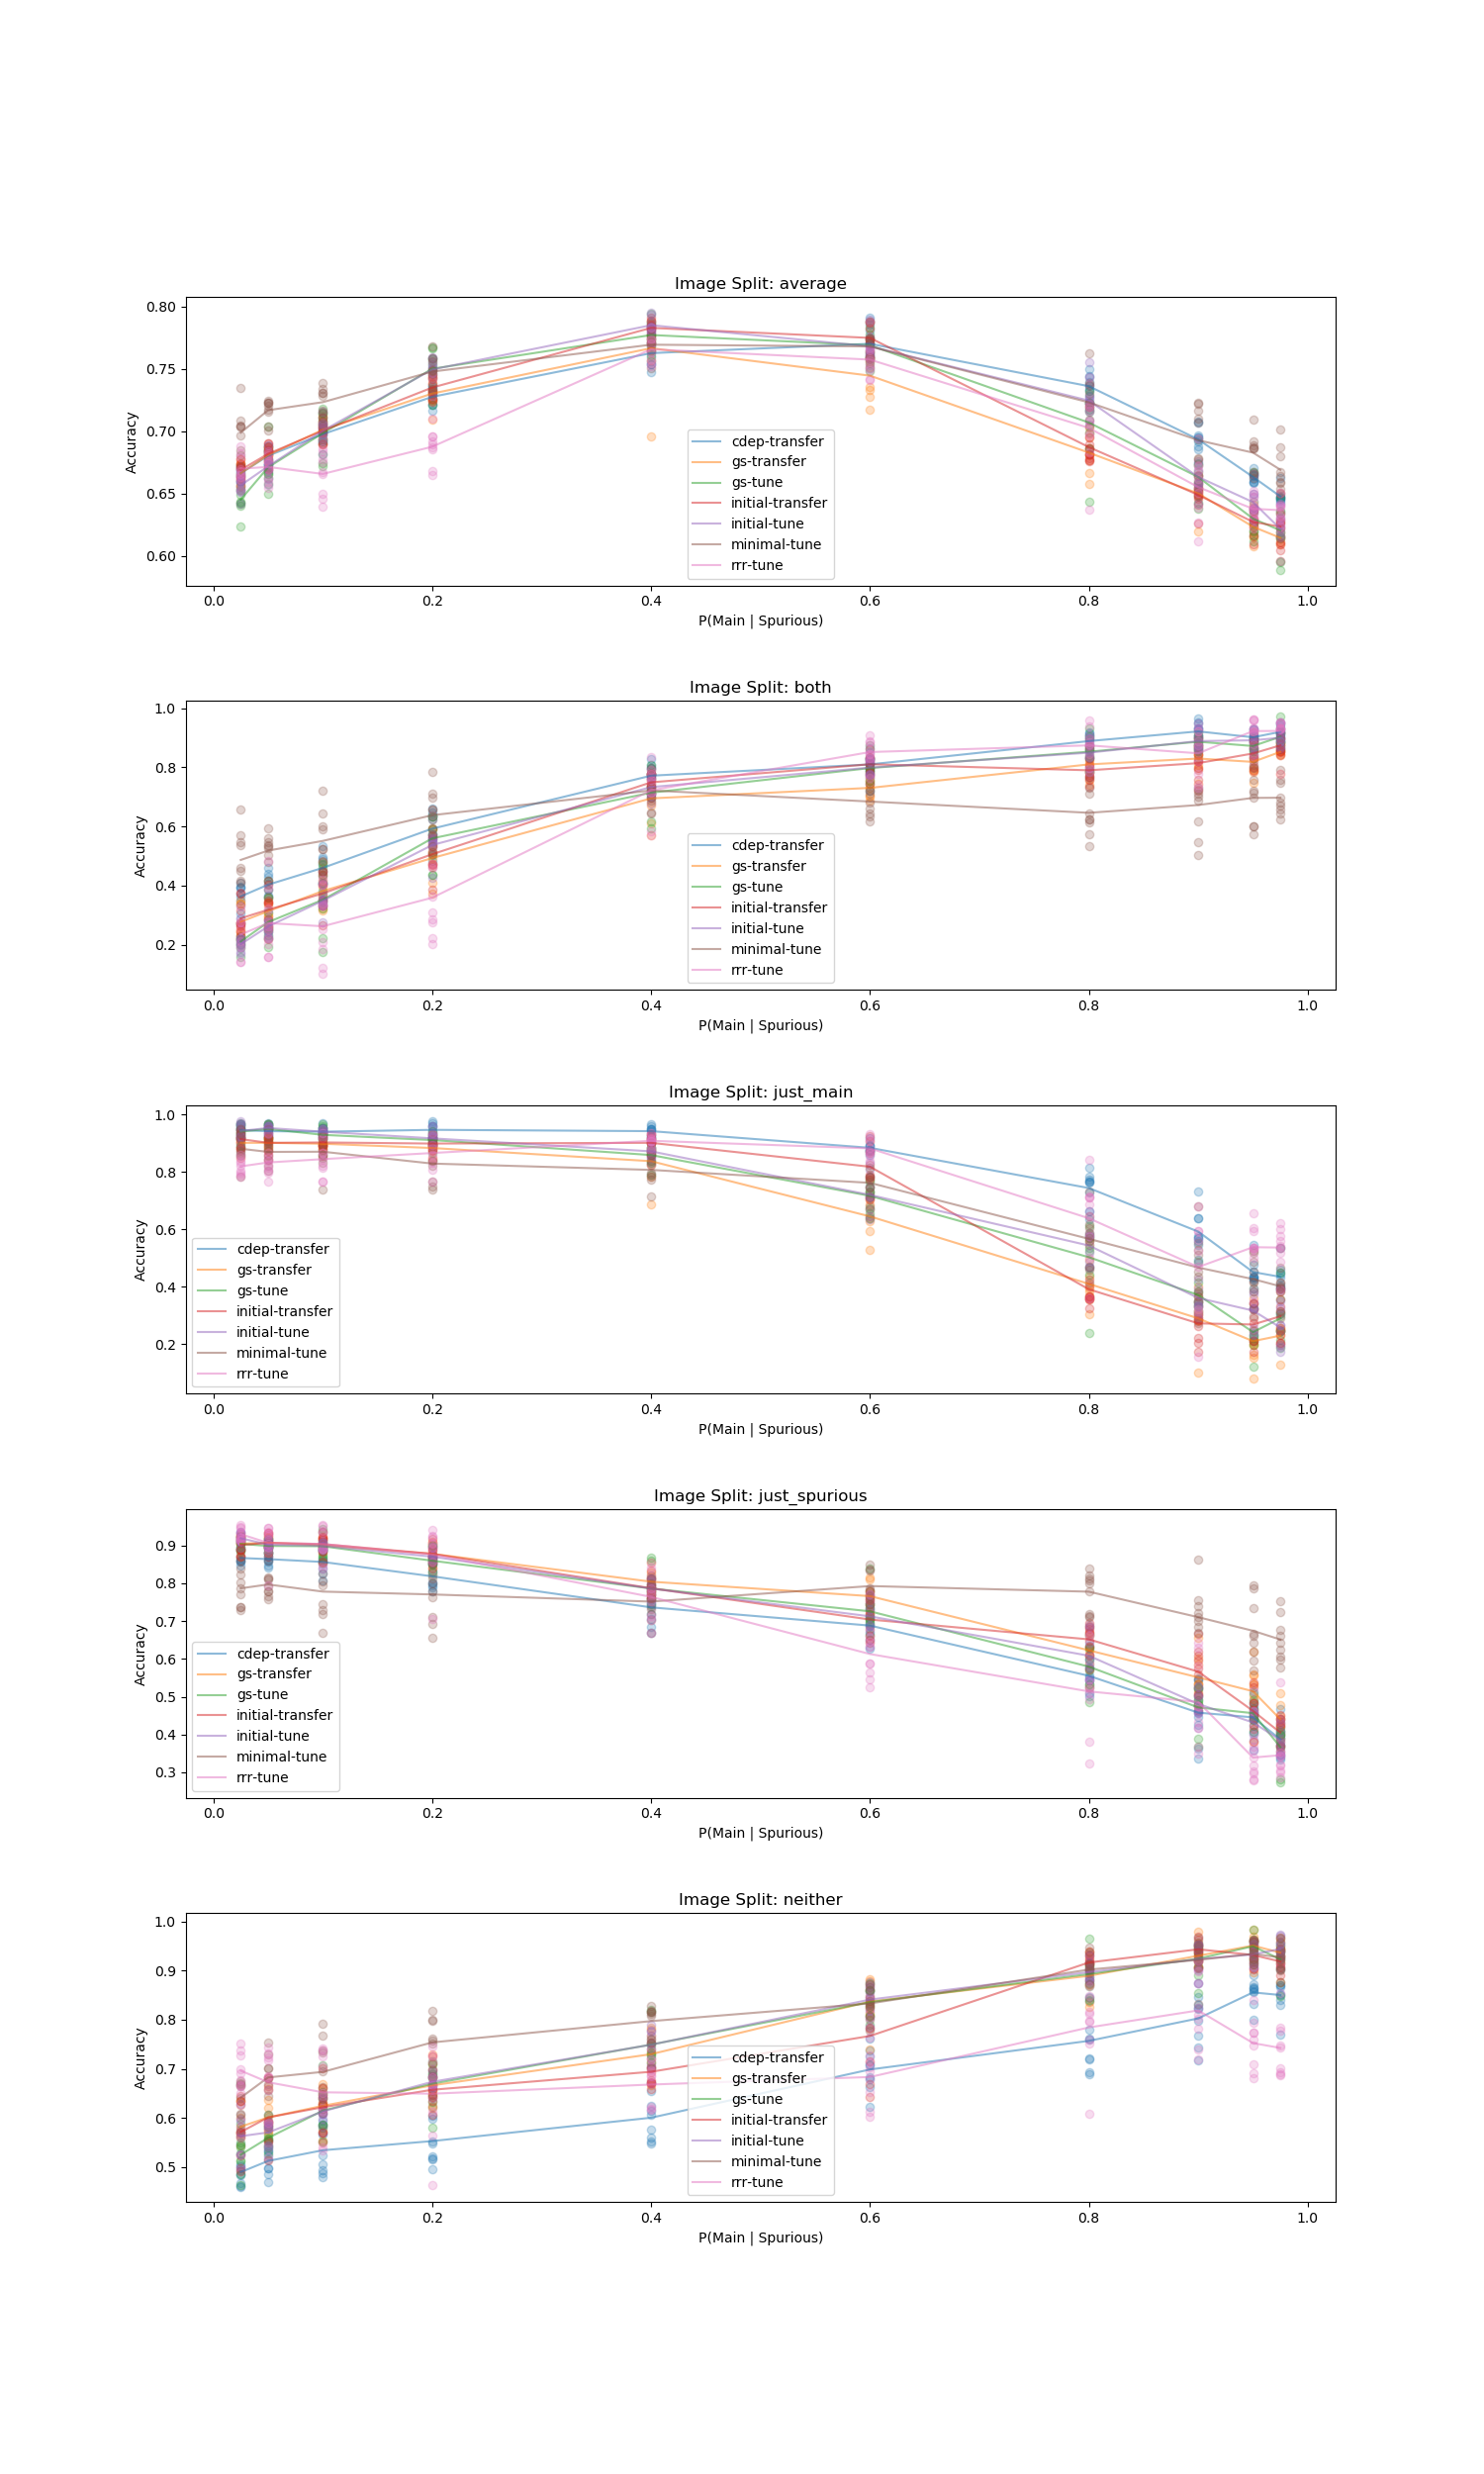 Image Split: average
Accuracy
0.80
0.75
0.70
0.65
0.60
cdep-transfer
gs-transfer
gs-tune
initial-transfer
initial-tune
minimal-tune
rrr-tune
0.0 0.2 0.4 0.6 0.8 1.0
P(Main | Spurious)
Image Split: both
Accuracy
1.0
0.8
0.6
0.4
0.2
cdep-transfer
gs-transfer
gs-tune
initial-transfer
initial-tune
minimal-tune
rrr-tune
0.0 0.2 0.4 0.6 0.8 1.0
P(Main | Spurious)
Image Split: just_main
Accuracy
1.0
0.8
0.6
0.4
0.2
cdep-transfer
gs-transfer
gs-tune
initial-transfer
initial-tune
minimal-tune
rrr-tune
0.0 0.2 0.4 0.6 0.8 1.0
P(Main | Spurious)
Image Split: just_spurious
Accuracy
0.9
0.8
0.7
0.6
0.5
0.4
0.3
cdep-transfer
gs-transfer
gs-tune
initial-transfer
initial-tune
minimal-tune
rrr-tune
0.0 0.2 0.4 0.6 0.8 1.0
P(Main | Spurious)
Image Split: neither
Accuracy
1.0
0.9
0.8
0.7
0.6
0.5
cdep-transfer
gs-transfer
gs-tune
initial-transfer
initial-tune
minimal-tune
rrr-tune
0.0 0.2 0.4 0.6 0.8 1.0
P(Main | Spurious)